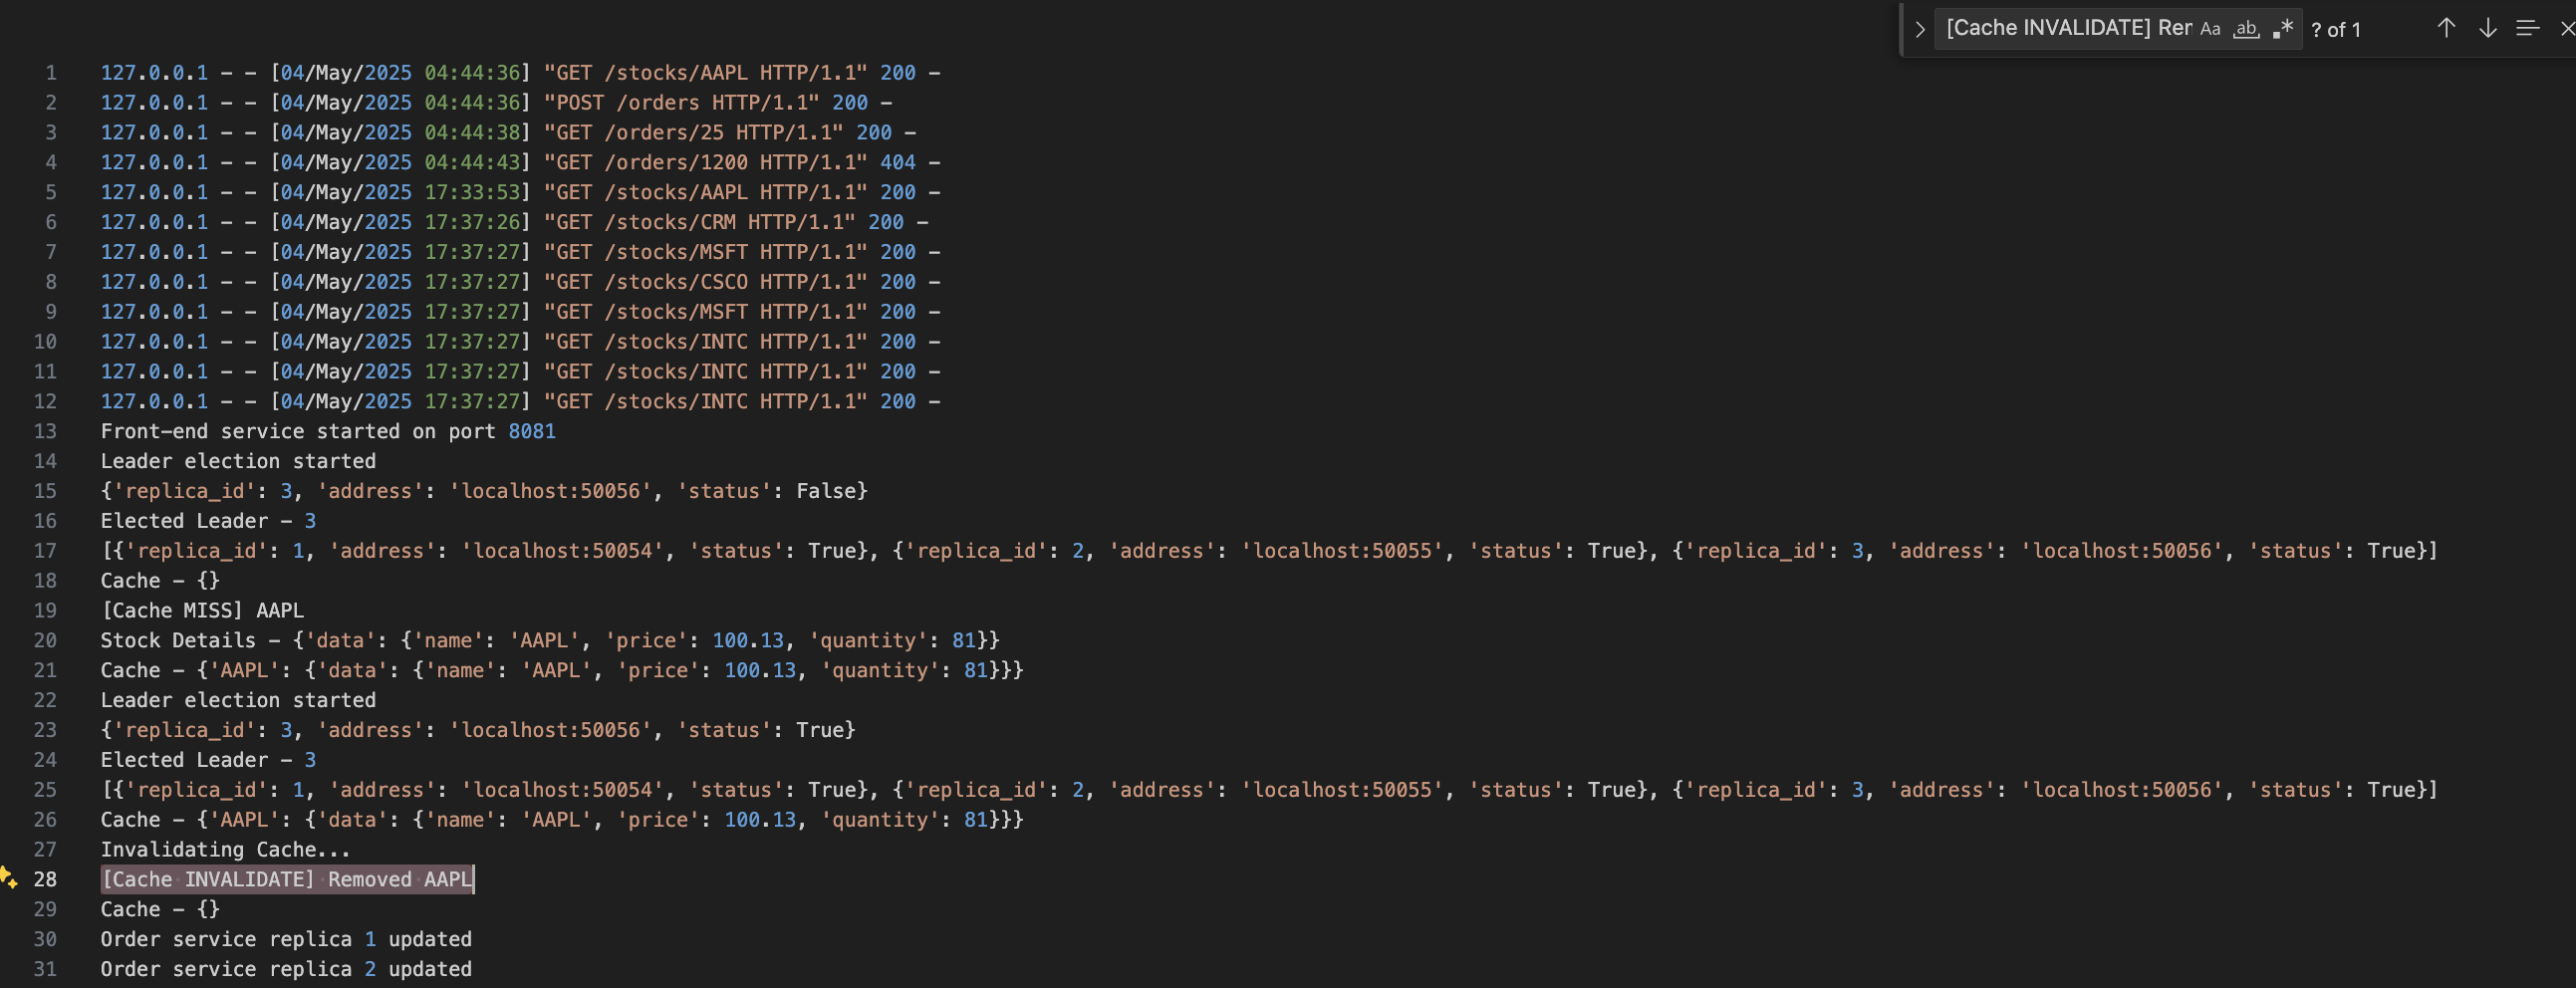 [Cache INVALIDATE] Rem Aa ab .* ? of 1
1 127.0.0.1 - - [04/May/2025 04:44:36] "GET /stocks/AAPL HTTP/1.1" 200 -
2 127.0.0.1 - - [04/May/2025 04:44:36] "POST /orders HTTP/1.1" 200 -
3 127.0.0.1 - - [04/May/2025 04:44:38] "GET /orders/25 HTTP/1.1" 200 -
4 127.0.0.1 - - [04/May/2025 04:44:43] "GET /orders/1200 HTTP/1.1" 404 -
5 127.0.0.1 - - [04/May/2025 17:33:53] "GET /stocks/AAPL HTTP/1.1" 200 -
6 127.0.0.1 - - [04/May/2025 17:37:26] "GET /stocks/CRM HTTP/1.1" 200 -
7 127.0.0.1 - - [04/May/2025 17:37:27] "GET /stocks/MSFT HTTP/1.1" 200 -
8 127.0.0.1 - - [04/May/2025 17:37:27] "GET /stocks/CSCO HTTP/1.1" 200 -
9 127.0.0.1 - - [04/May/2025 17:37:27] "GET /stocks/MSFT HTTP/1.1" 200 -
10 127.0.0.1 - - [04/May/2025 17:37:27] "GET /stocks/INTC HTTP/1.1" 200 -
11 127.0.0.1 - - [04/May/2025 17:37:27] "GET /stocks/INTC HTTP/1.1" 200 -
12 127.0.0.1 - - [04/May/2025 17:37:27] "GET /stocks/INTC HTTP/1.1" 200 -
13 Front-end service started on port 8081
14 Leader election started
15 {'replica_id': 3, 'address': 'localhost:50056', 'status': False}
16 Elected Leader - 3
17 [{'replica_id': 1, 'address': 'localhost:50054', 'status': True}, {'replica_id': 2, 'address': 'localhost:50055', 'status': True}, {'replica_id': 3, 'address': 'localhost:50056', 'status': True}]
18 Cache - {}
19 [Cache MISS] AAPL
20 Stock Details - {'data': {'name': 'AAPL', 'price': 100.13, 'quantity': 81}}
21 Cache - {'AAPL': {'data': {'name': 'AAPL', 'price': 100.13, 'quantity': 81}}}
22 Leader election started
23 {'replica_id': 3, 'address': 'localhost:50056', 'status': True}
24 Elected Leader - 3
25 [{'replica_id': 1, 'address': 'localhost:50054', 'status': True}, {'replica_id': 2, 'address': 'localhost:50055', 'status': True}, {'replica_id': 3, 'address': 'localhost:50056', 'status': True}]
26 Cache - {'AAPL': {'data': {'name': 'AAPL', 'price': 100.13, 'quantity': 81}}}
27 Invalidating Cache...
28 [Cache INVALIDATE] Removed AAPL
29 Cache - {}
30 Order service replica 1 updated
31 Order service replica 2 updated